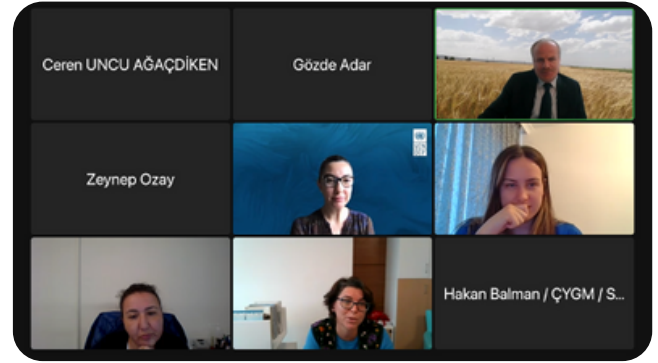 Ceren UNCU AĞAÇDİKEN
Gözde Adar
Zeynep Ozay
Hakan Balman / ÇYGM / S...